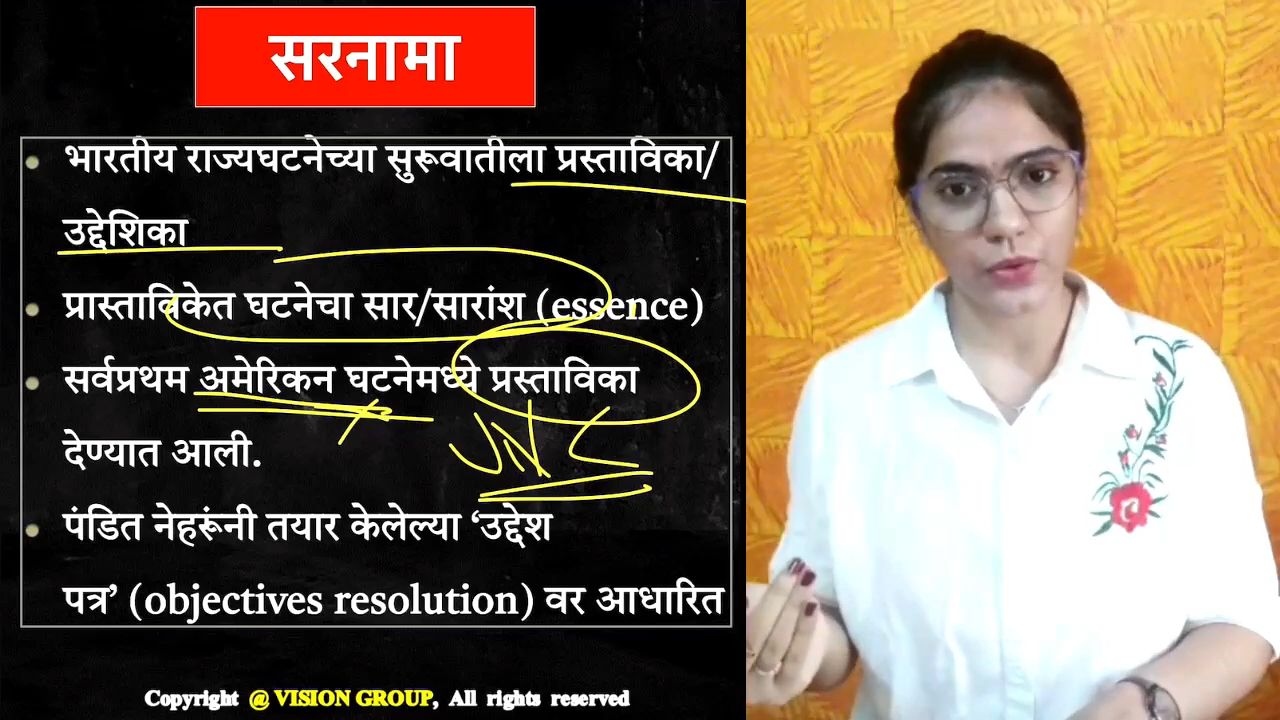 सरनामा
• भारतीय राज्यघटनेच्या सुरूवातीला प्रस्ताविका/
उद्देशिका
• प्रास्ताविकेत घटनेचा सार/सारांश (essence)
• सर्वप्रथम अमेरिकन घटनेमध्ये प्रस्ताविका
देण्यात आली.
• पंडित नेहरूंनी तयार केलेल्या ‘उद्देश
पत्र’ (objectives resolution) वर आधारित
Copyright @ VISION GROUP, All rights reserved